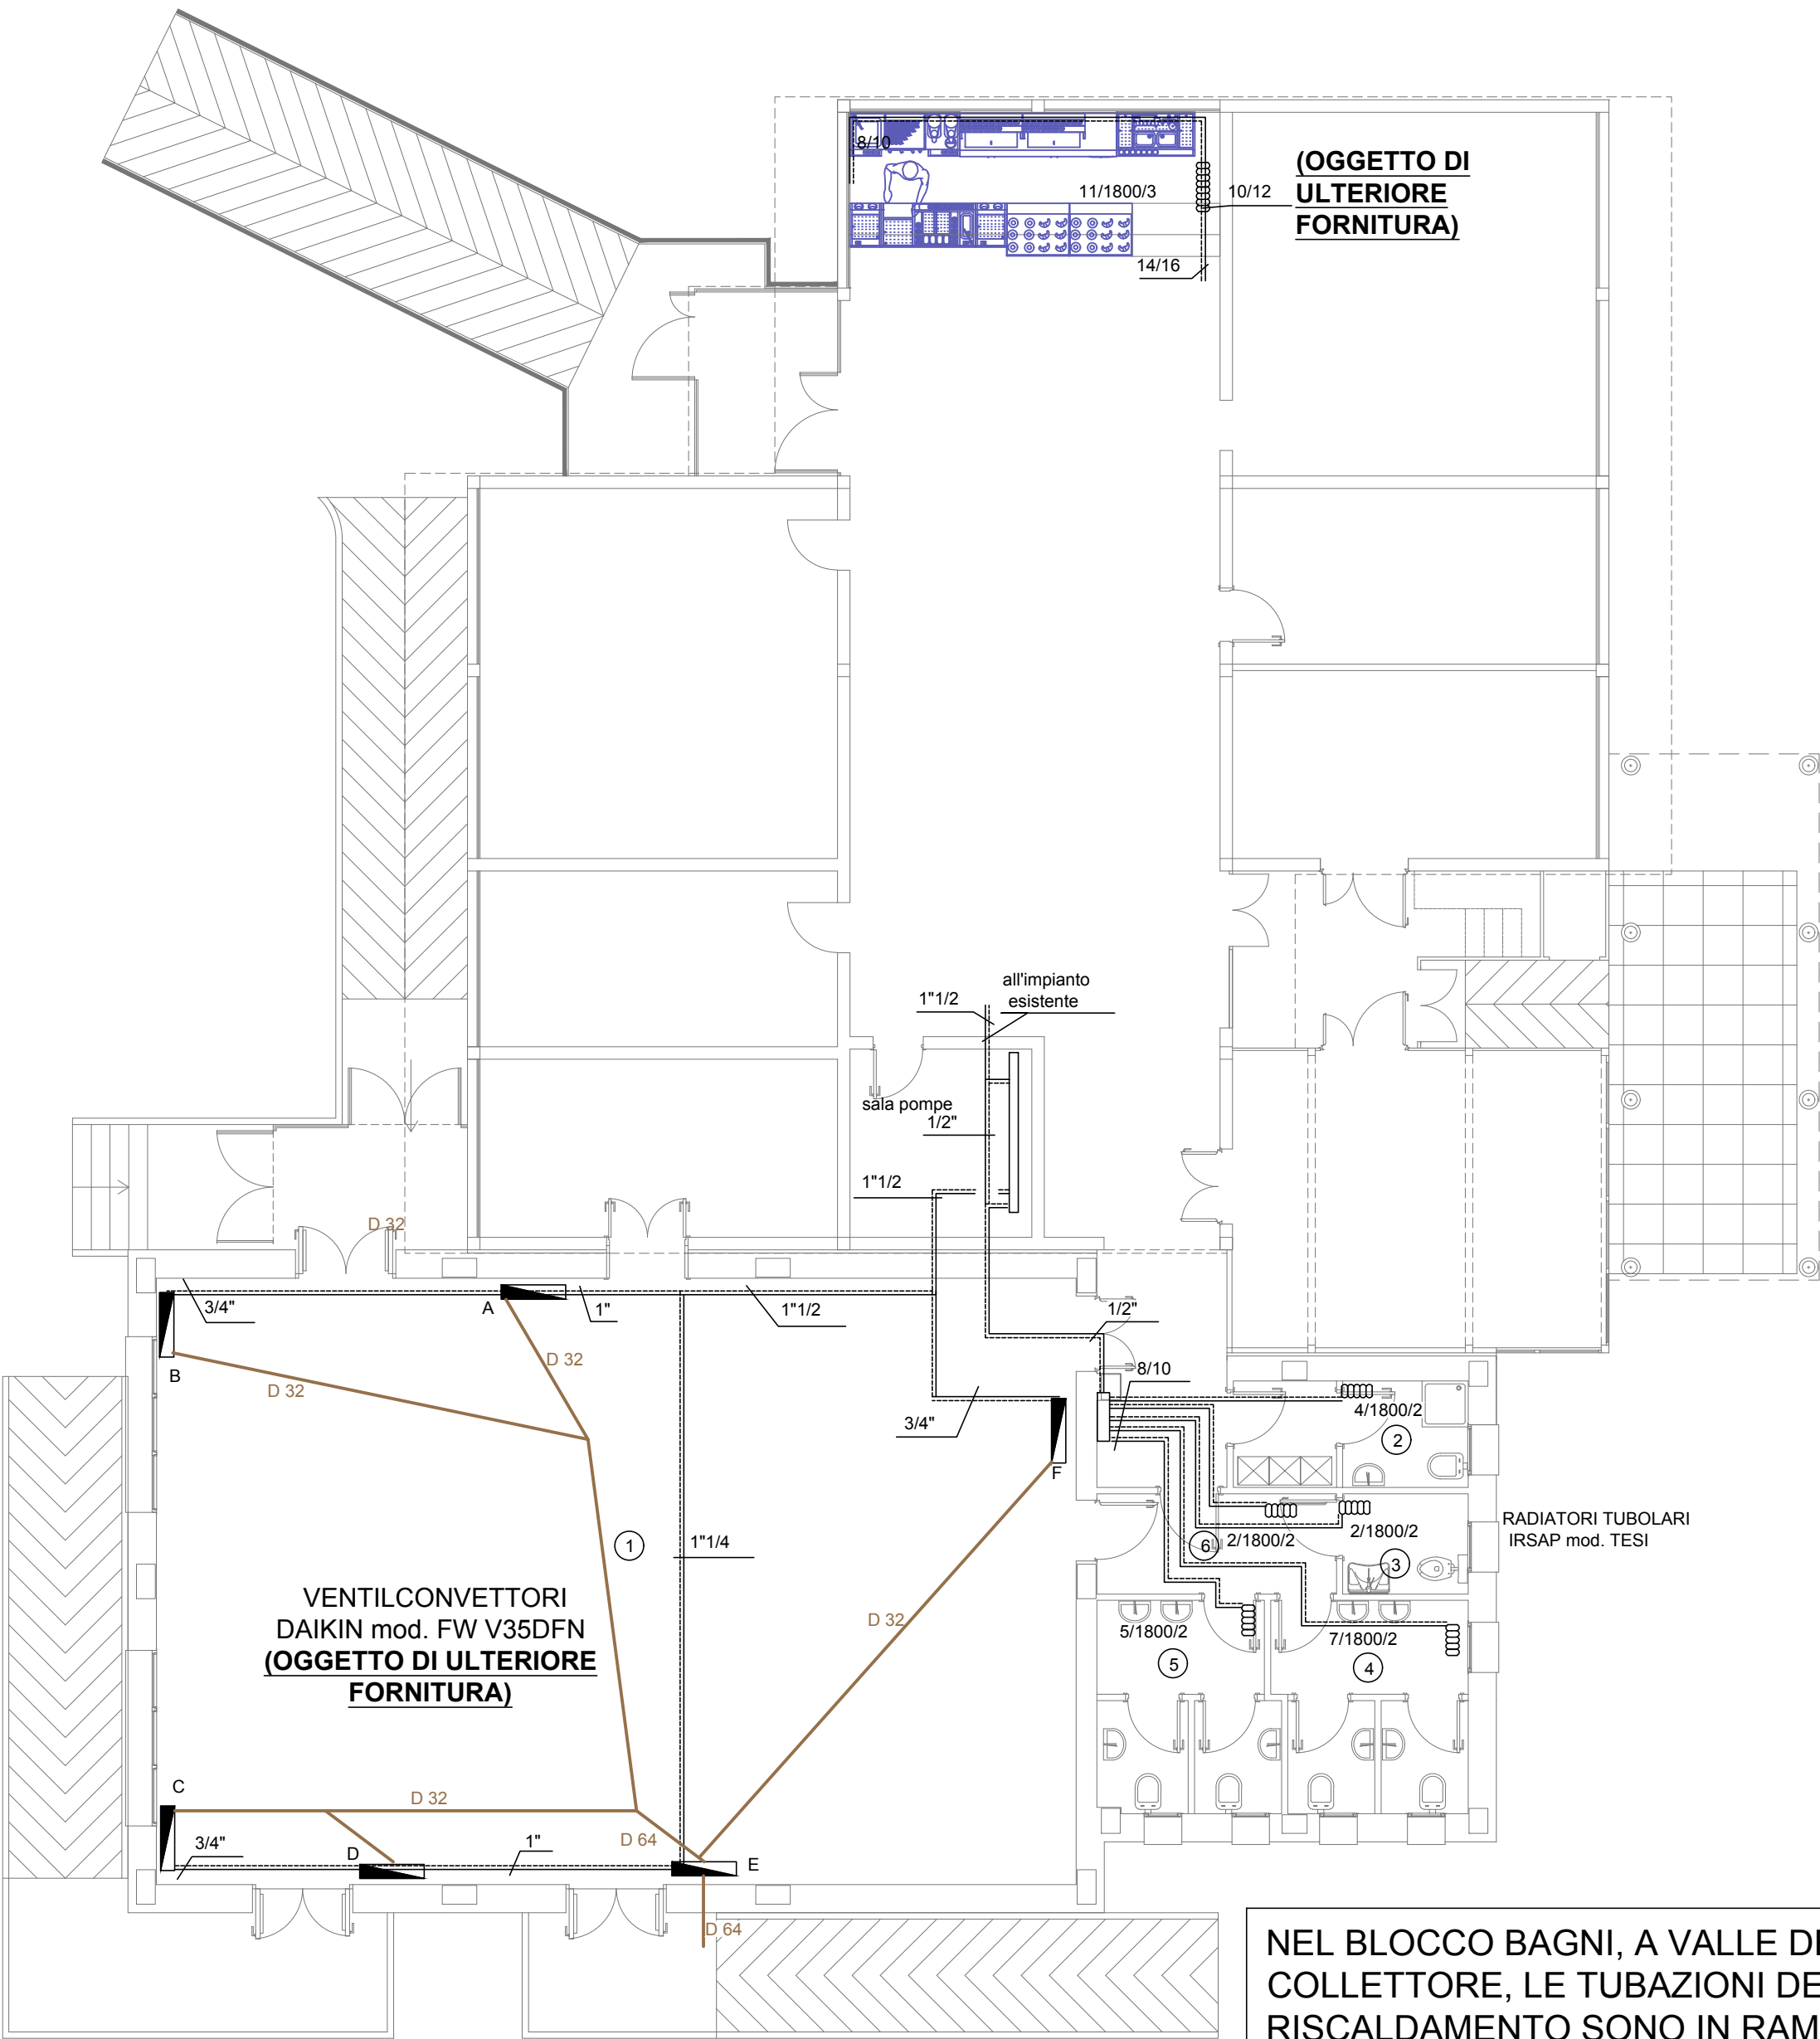 8/10
11/1800/3
10/12
(OGGETTO DI
ULTERIORE
FORNITURA)
14/16
all'impianto
esistente
1"1/2
sala pompe
1/2"
1"1/2
D 32
3/4"
A
1"
1"1/2
1/2"
B
D 32
D 32
8/10
3/4"
F
4/1800/2
2
1
1"1/4
6
2/1800/2
2/1800/2
3
RADIATORI TUBOLARI
IRSAP mod. TESI
VENTILCONVETTORI
DAIKIN mod. FW V35DFN
(OGGETTO DI ULTERIORE
FORNITURA)
D 32
5/1800/2
7/1800/2
5
4
C
D 32
3/4"
D
1"
D 64
E
D 64
NEL BLOCCO BAGNI, A VALLE
COLLETTORE, LE TUBAZIONI
RISCALDAMENTO SONO IN